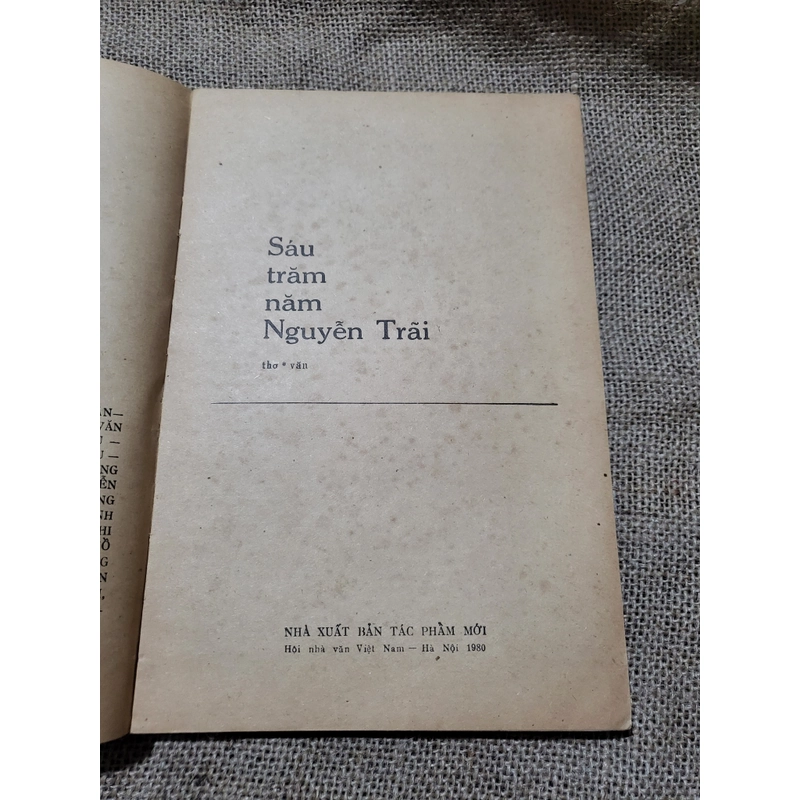 Sáu
trăm
năm
Nguyễn Trãi
thơ * văn
NHÀ XUẤT BẢN TÁC PHẨM MỚI
Hội nhà văn Việt Nam — Hà Nội 1980
VĂN